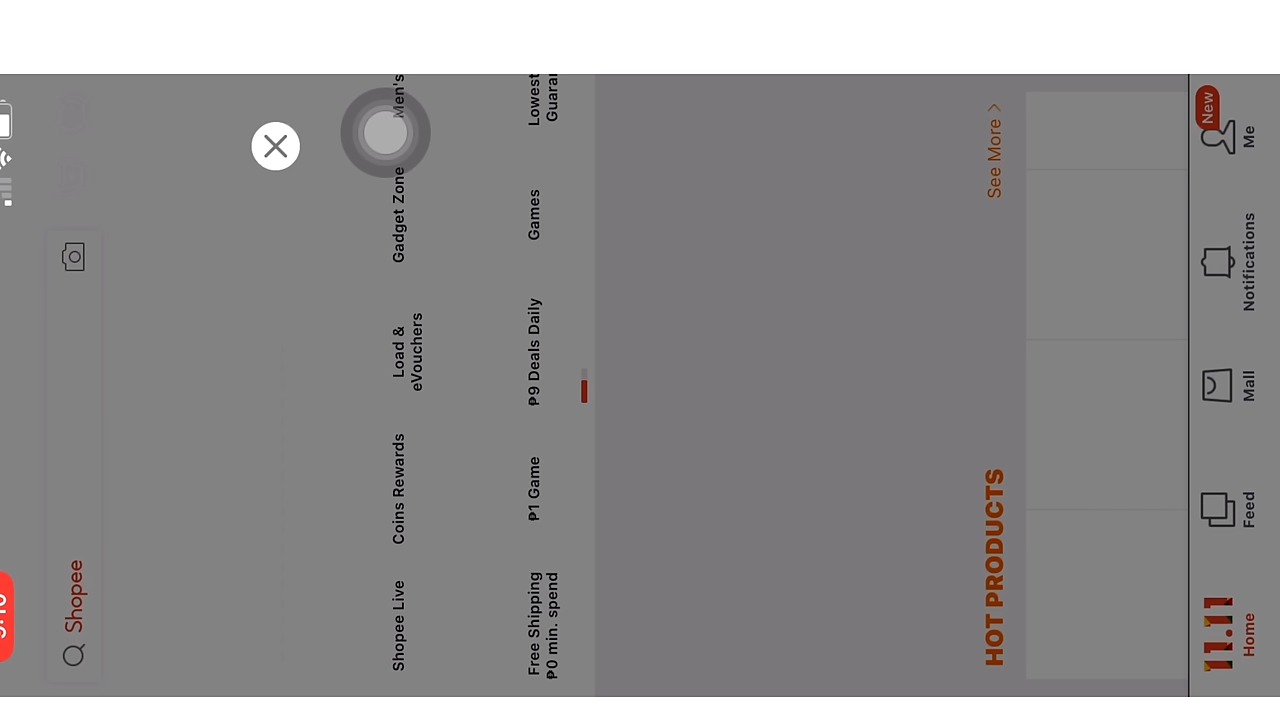 Shopee
Shopee Live
Coins Rewards
Load &
eVouchers
Gadget Zone
Men's
Free Shipping
₱0 min. spend
₱1 Game
₱9 Deals Daily
Games
Lowest
HOT PRODUCTS
See More >
11.11
Home
Feed
Mall
Notifications
New
Me